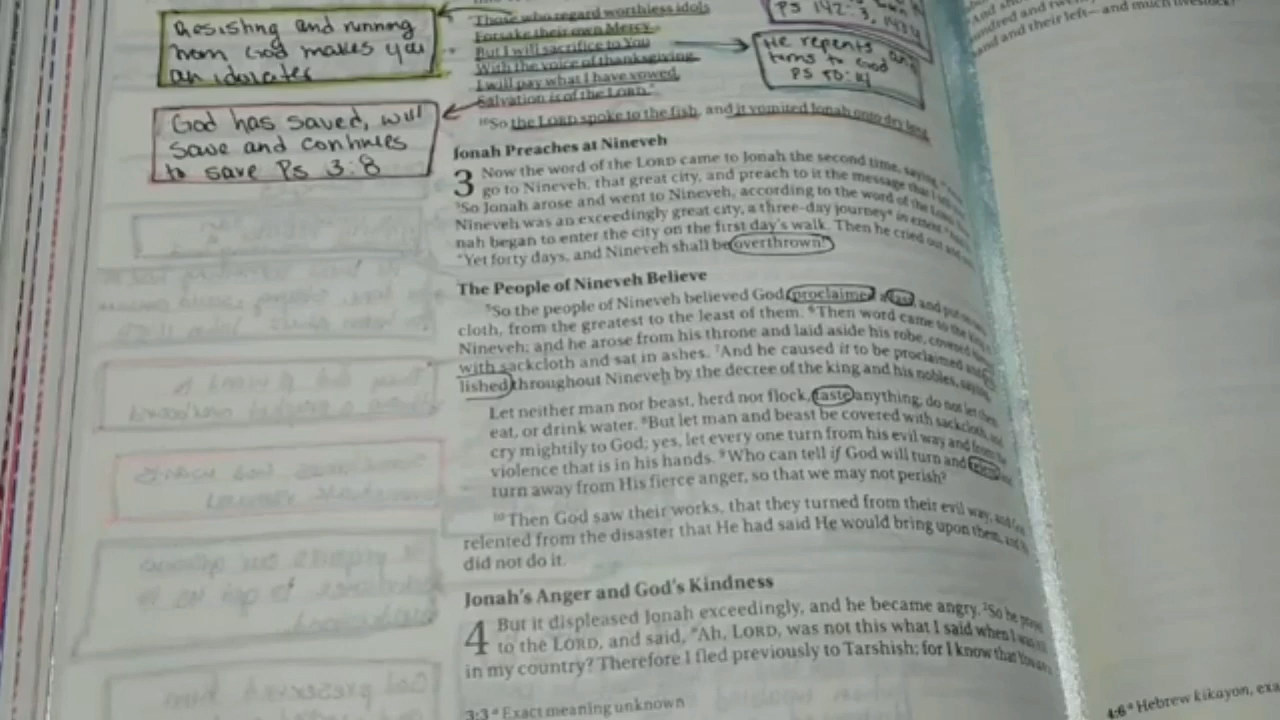 Resisting and running
from God makes you
an idolater
God has saved, will
save and continues
to save Ps 3:8
"Those who regard worthless idols
Forsake their own Mercy.
But I will sacrifice to You
With the voice of thanksgiving;
I will pay what I have vowed.
Salvation is of the LORD."
¹⁰So the LORD spoke to the fish, and it vomited Jonah onto dry land.
PS 142:3, 143:4
He repents and
turns to God
PS 50:14
Jonah Preaches at Nineveh
3 Now the word of the LORD came to Jonah the second time, saying,
go to Nineveh, that great city, and preach to it the message that I
³So Jonah arose and went to Nineveh, according to the word of the LORD.
Nineveh was an exceedingly great city, a three-day journey* in extent.
nah began to enter the city on the first day's walk. Then he cried out and
"Yet forty days, and Nineveh shall be overthrown!"
The People of Nineveh Believe
⁵So the people of Nineveh believed God, proclaimed a fast, and put on
cloth, from the greatest to the least of them. ⁶Then word came to the king
Nineveh; and he arose from his throne and laid aside his robe, covered
with sackcloth and sat in ashes. ⁷And he caused it to be proclaimed and
lished throughout Nineveh by the decree of the king and his nobles, saying,
Let neither man nor beast, herd nor flock, taste anything; do not let them
eat, or drink water. ⁸But let man and beast be covered with sackcloth, and
cry mightily to God; yes, let every one turn from his evil way and from the
violence that is in his hands. ⁹Who can tell if God will turn and relent, and
turn away from His fierce anger, so that we may not perish?
¹⁰Then God saw their works, that they turned from their evil way; and God
relented from the disaster that He had said He would bring upon them, and He
did not do it.
Jonah's Anger and God's Kindness
4 But it displeased Jonah exceedingly, and he became angry. ²So he prayed
to the LORD, and said, "Ah, LORD, was not this what I said when I was still
in my country? Therefore I fled previously to Tarshish; for I know that You are
3:3 ᵃ Exact meaning unknown
and their left—and much livestock?"
4:6 ᵃ Hebrew kikayon, exa